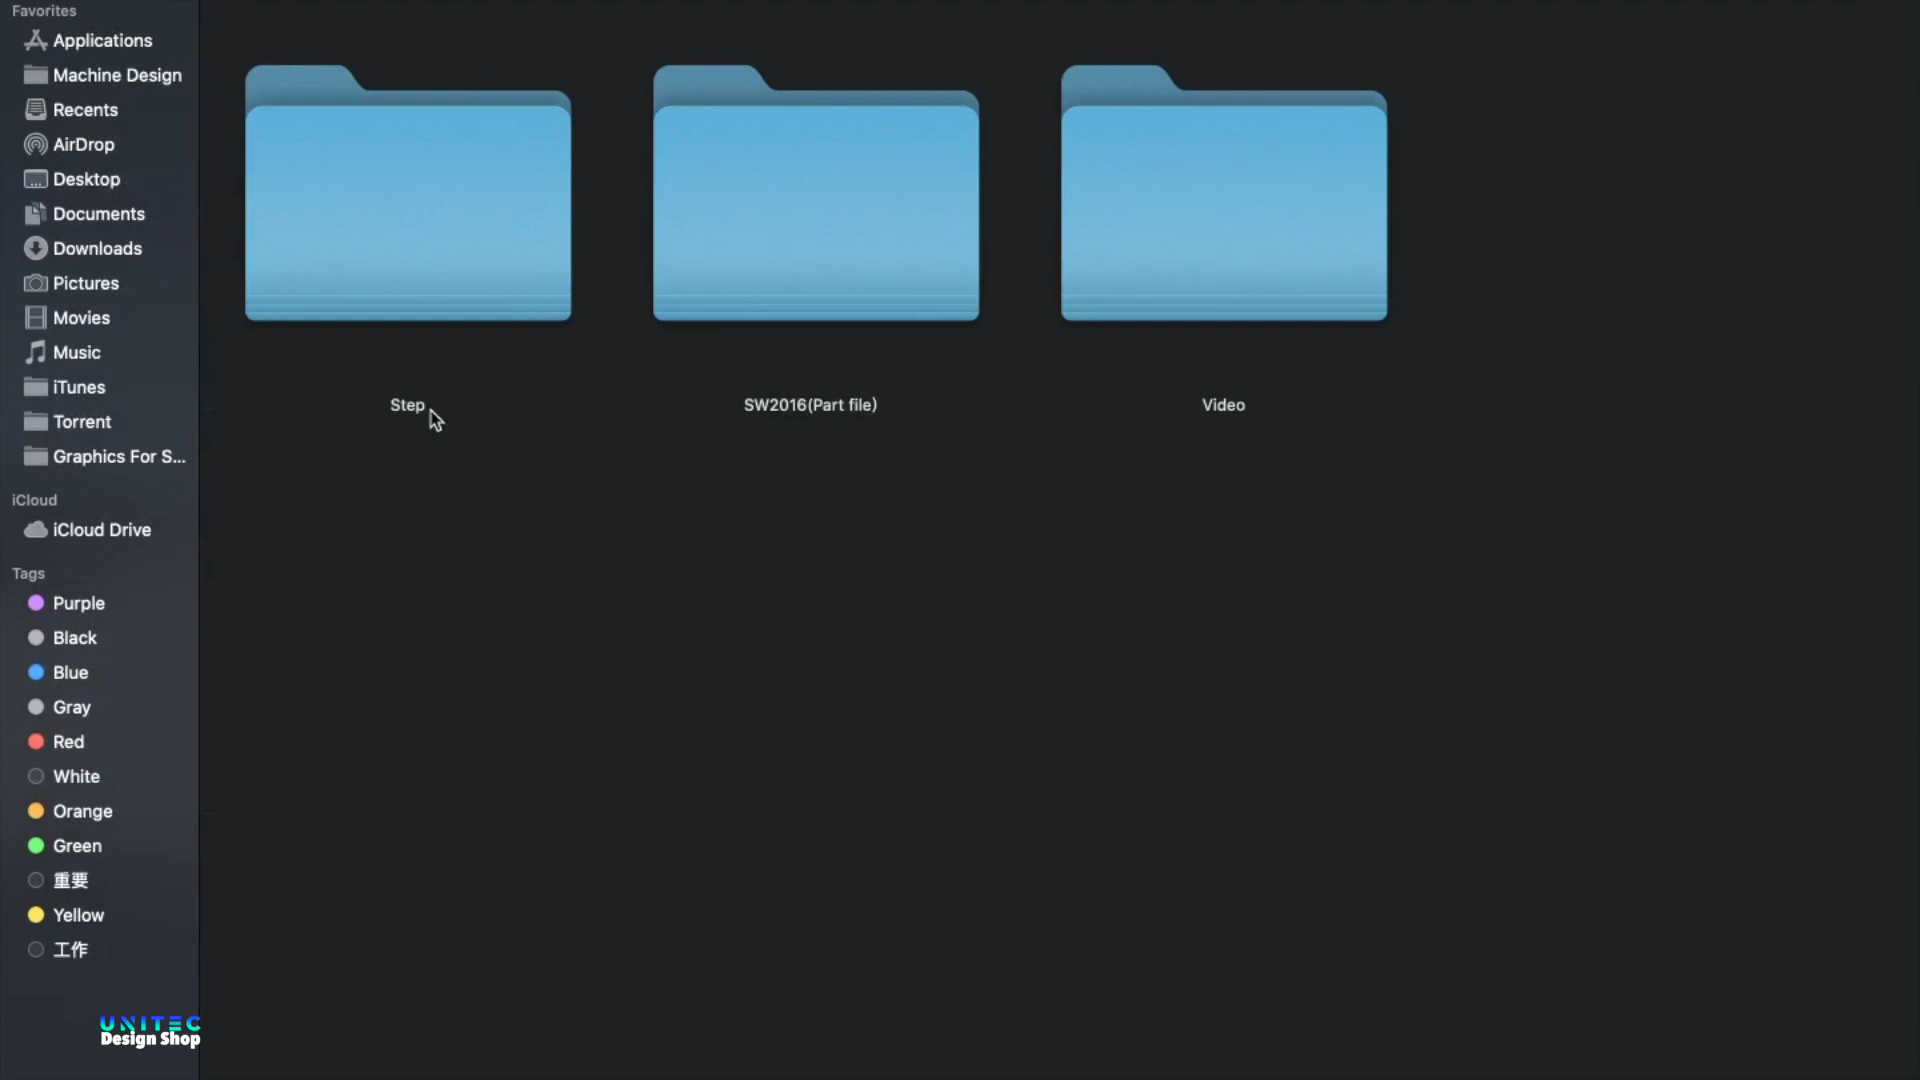 Favorites
Applications
Machine Design
Recents
AirDrop
Desktop
Documents
Downloads
Pictures
Movies
Music
iTunes
Torrent
Graphics For S...
iCloud
iCloud Drive
Tags
Purple
Black
Blue
Gray
Red
White
Orange
Green
重要
Yellow
工作
Step
SW2016(Part file)
Video
UNITEC
Design Shop